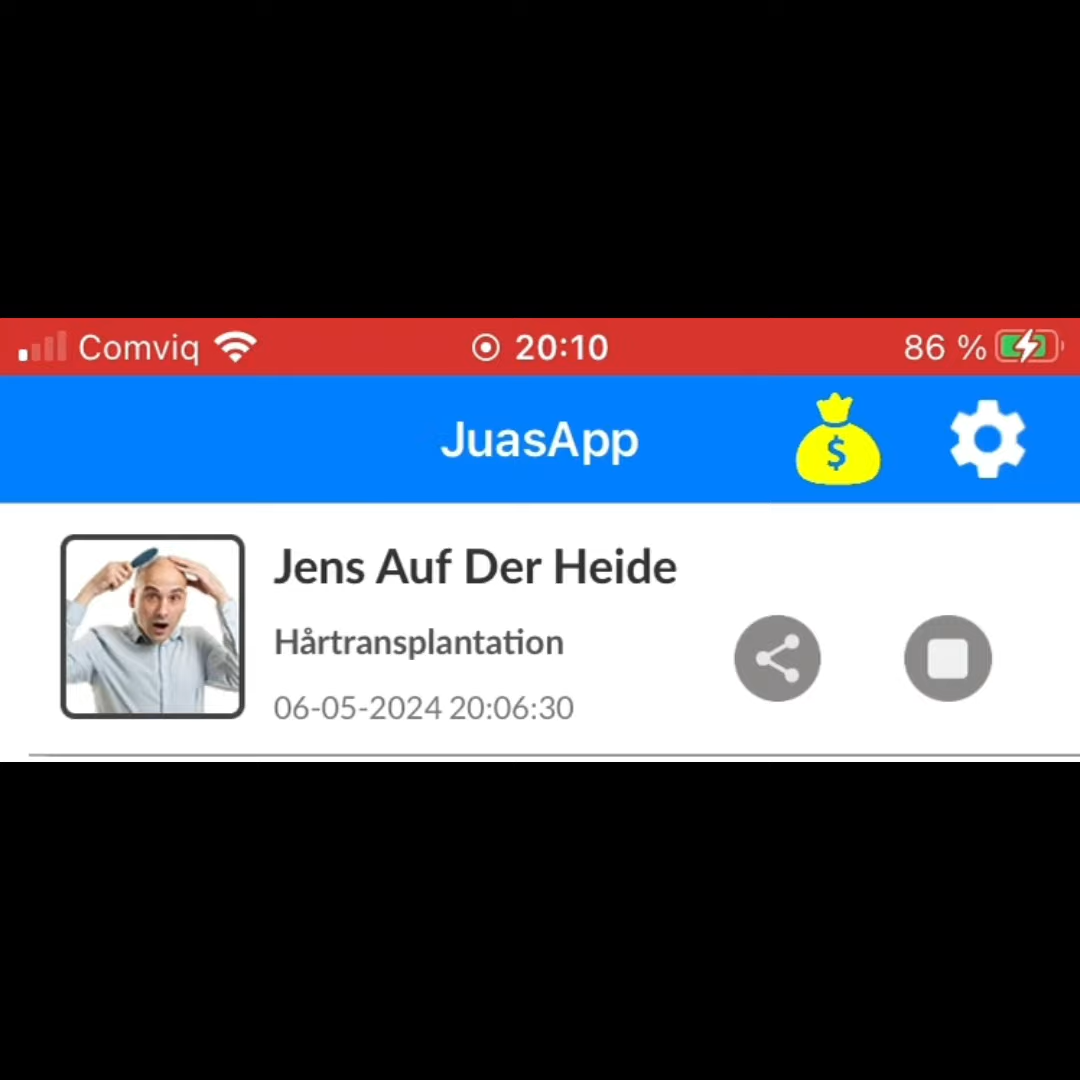 Comviq 20:10 86 %
JuasApp
$
Jens Auf Der Heide
Hårtransplantation
06-05-2024 20:06:30